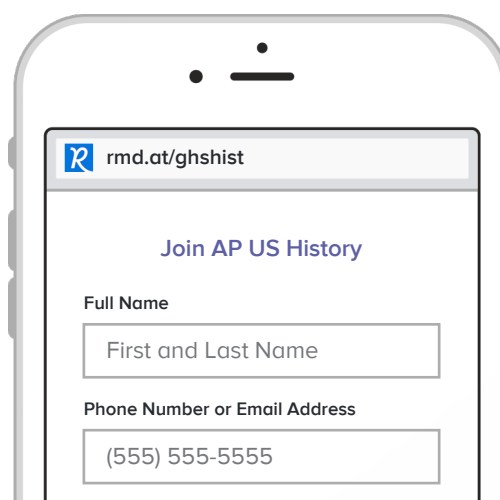 rmd.at/ghshist
Join AP US History
Full Name
First and Last Name
Phone Number or Email Address
(555) 555-5555